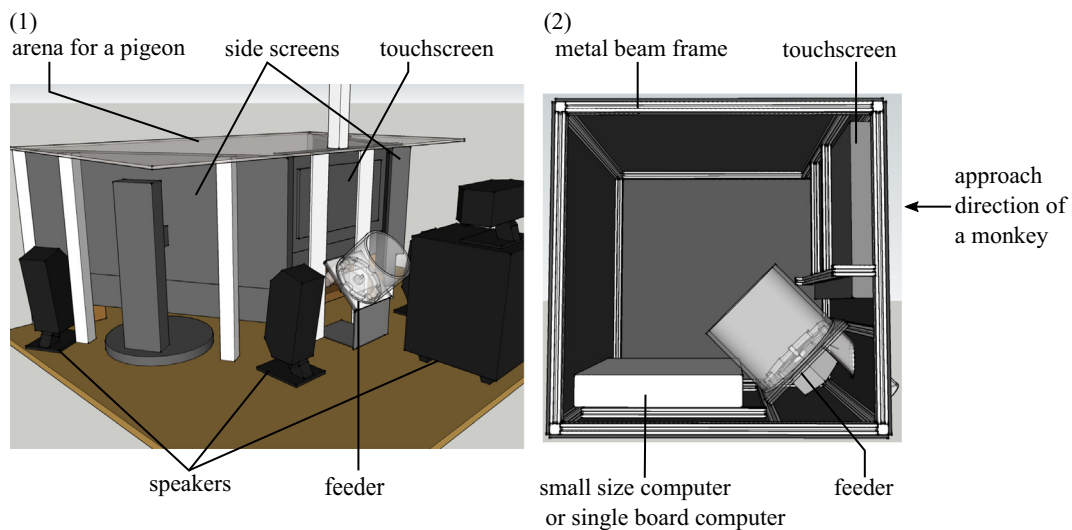 (1)
arena for a pigeon
side screens
touchscreen
speakers
feeder
(2)
metal beam frame
touchscreen
approach
direction of
a monkey
small size computer
or single board computer
feeder